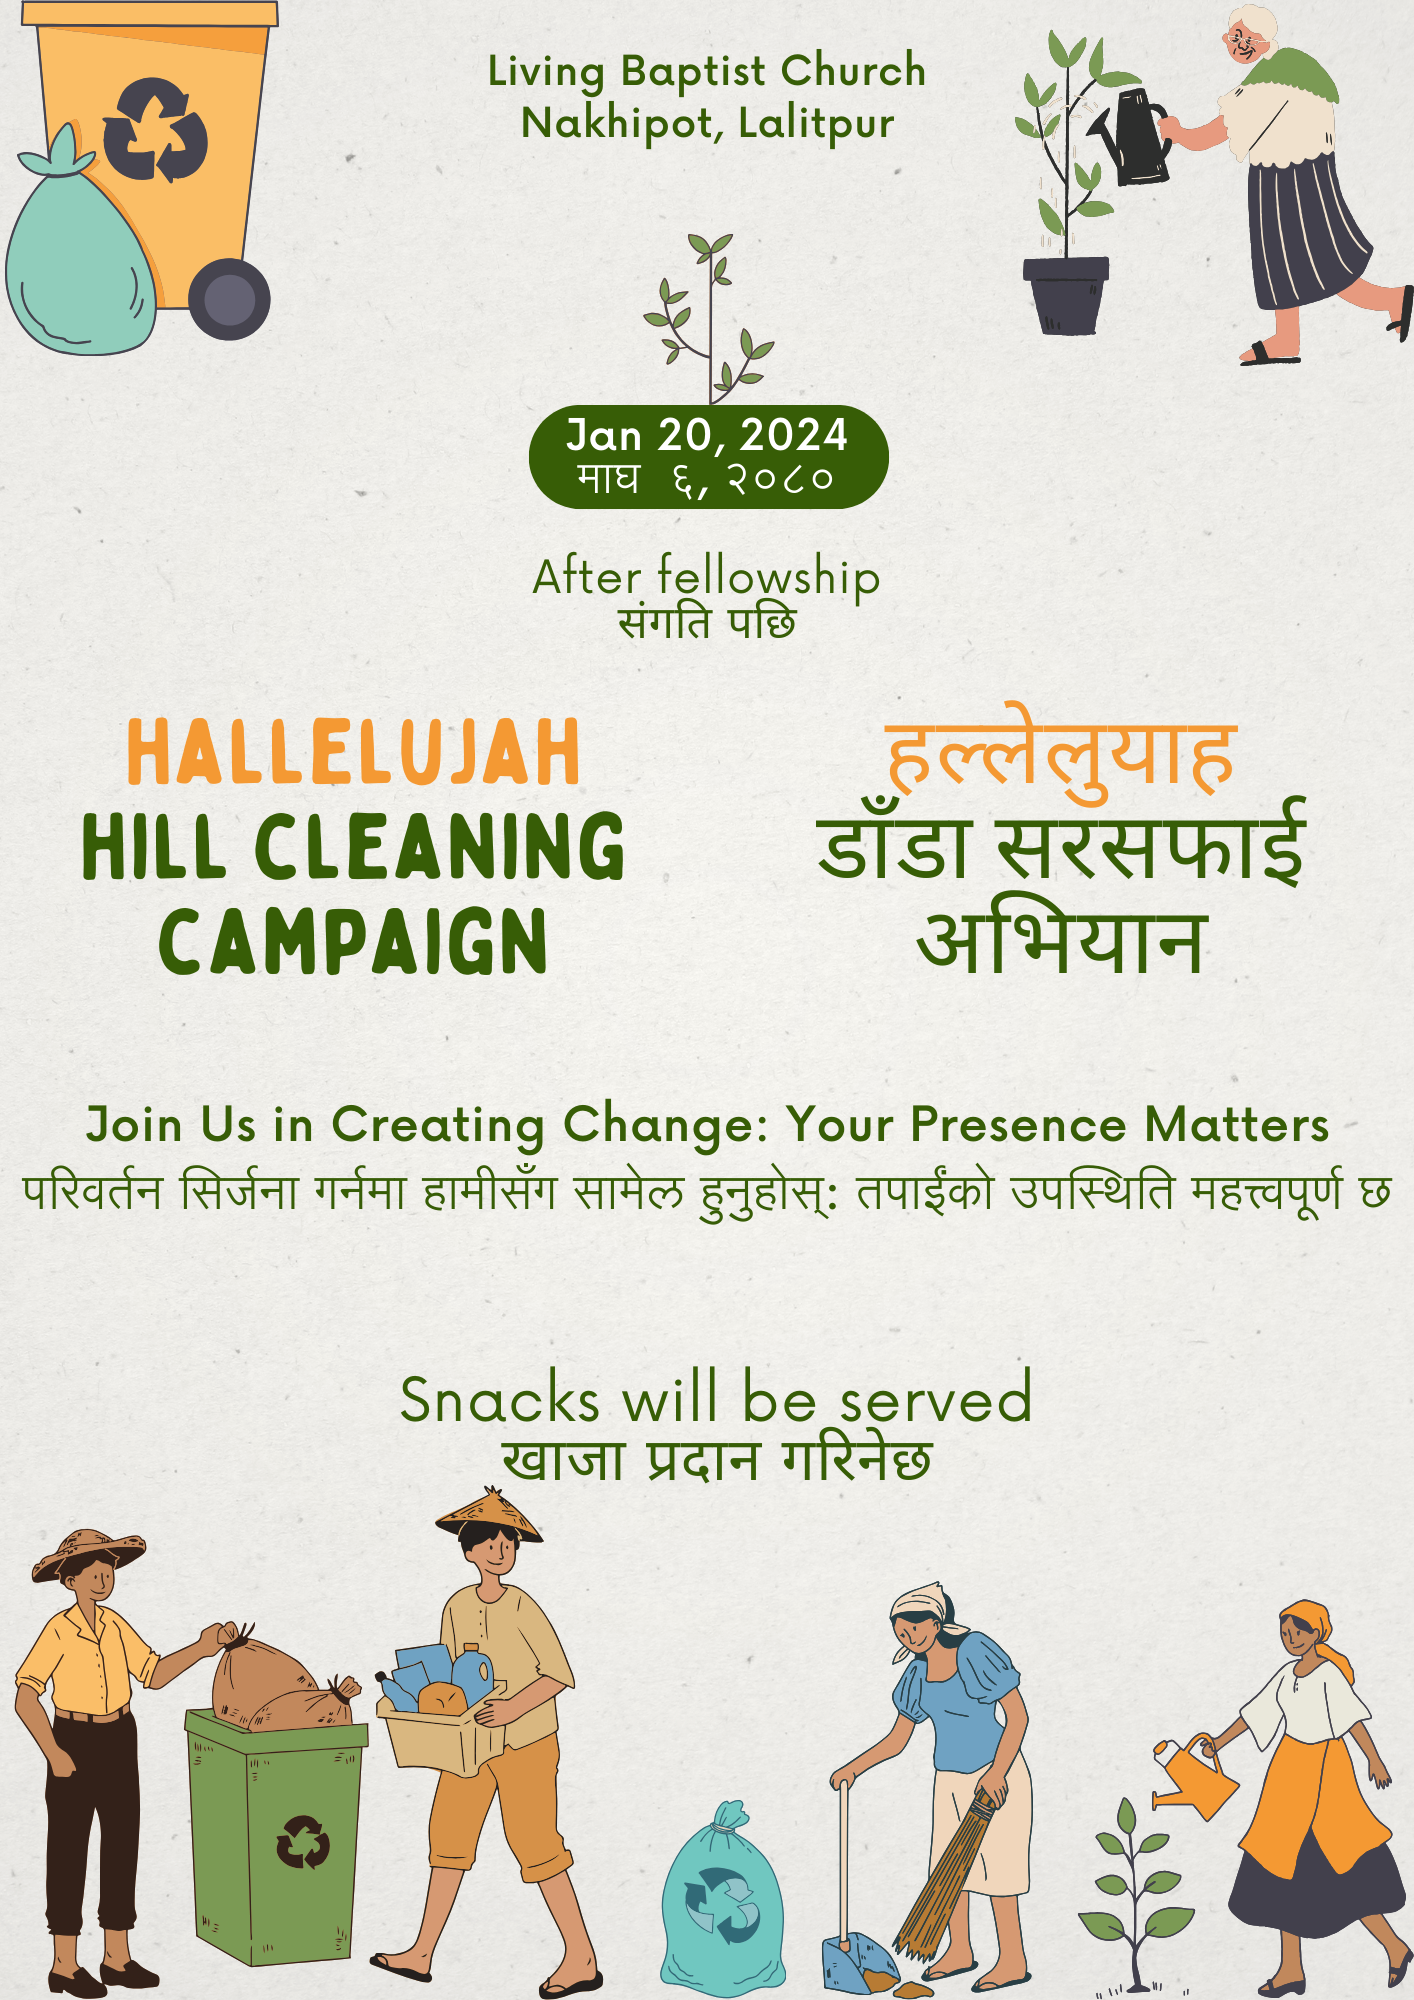 Living Baptist Church
Nakhipot, Lalitpur
Jan 20, 2024
माघ ६, २०८०
After fellowship
संगति पछि
HALLELUJAH
HILL CLEANING
CAMPAIGN
हल्लेलुयाह
डाँडा सरसफाई
अभियान
Join Us in Creating Change: Your Presence Matters
परिवर्तन सिर्जना गर्नमा हामीसँग सामेल हुनुहोस्: तपाईंको उपस्थिति महत्त्वपूर्ण छ
Snacks will be served
खाजा प्रदान गरिनेछ